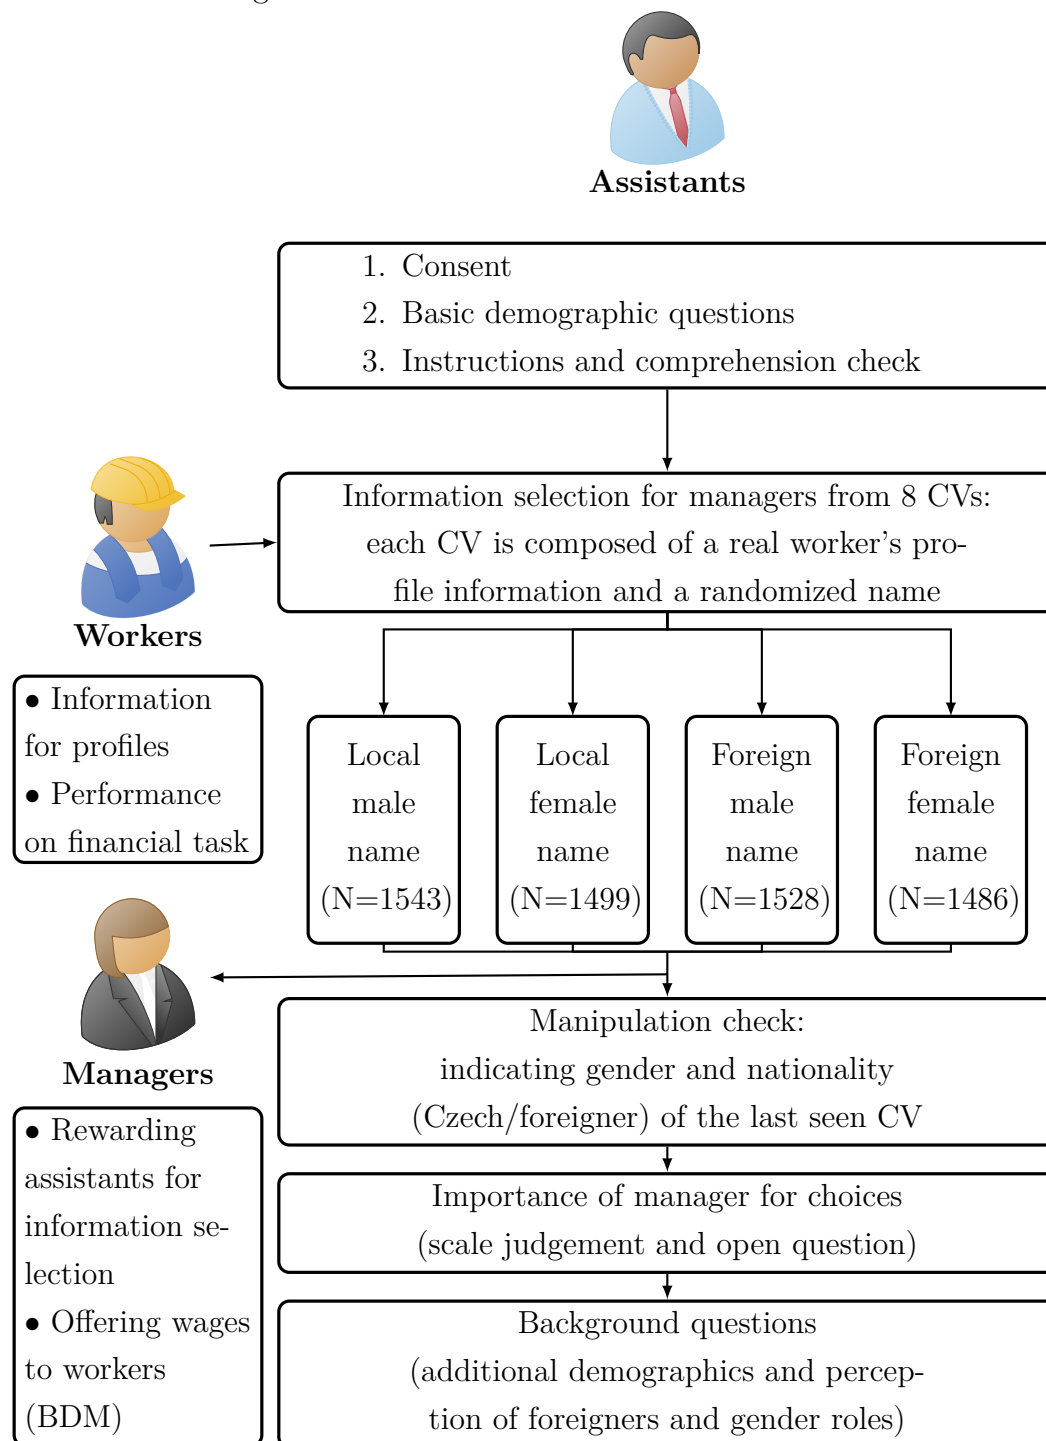 Assistants
1. Consent
2. Basic demographic questions
3. Instructions and comprehension check
Information selection for managers from 8 CVs:
each CV is composed of a real worker's pro-
file information and a randomized name
Workers
• Information
for profiles
• Performance
on financial task
Local
male
name
(N=1543)
Local
female
name
(N=1499)
Foreign
male
name
(N=1528)
Foreign
female
name
(N=1486)
Managers
• Rewarding
assistants for
information se-
lection
• Offering wages
to workers
(BDM)
Manipulation check:
indicating gender and nationality
(Czech/foreigner) of the last seen CV
Importance of manager for choices
(scale judgement and open question)
Background questions
(additional demographics and percep-
tion of foreigners and gender roles)